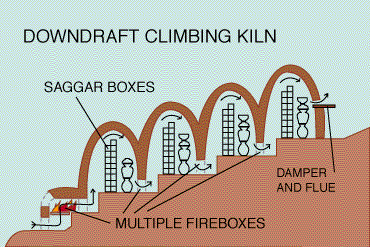 DOWNDRAFT CLIMBING KILN
SAGGAR BOXES
DAMPER
AND FLUE
MULTIPLE FIREBOXES